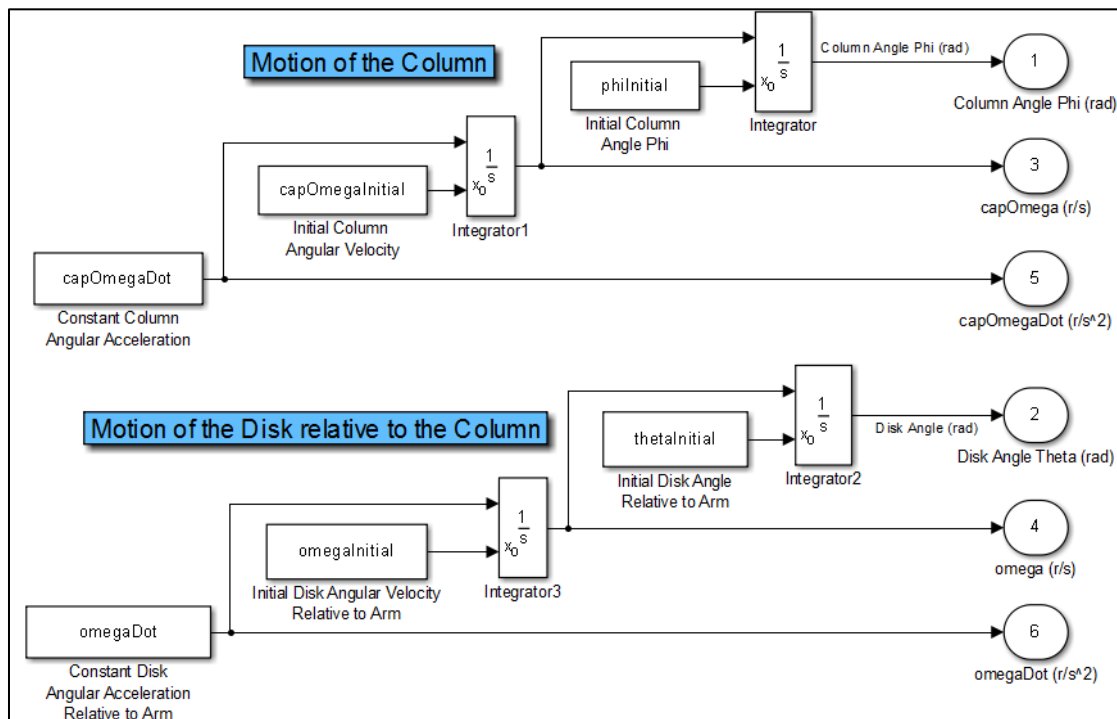 Motion of the Column
phiInitial
Initial Column
Angle Phi
1
s
x0
Integrator
Column Angle Phi (rad)
1
Column Angle Phi (rad)
capOmegaInitial
Initial Column
Angular Velocity
1
s
x0
Integrator1
3
capOmega (r/s)
capOmegaDot
Constant Column
Angular Acceleration
5
capOmegaDot (r/s^2)
Motion of the Disk relative to the Column
thetaInitial
Initial Disk Angle
Relative to Arm
1
s
x0
Integrator2
Disk Angle (rad)
2
Disk Angle Theta (rad)
omegaInitial
Initial Disk Angular Velocity
Relative to Arm
1
s
x0
Integrator3
4
omega (r/s)
omegaDot
Constant Disk
Angular Acceleration
Relative to Arm
6
omegaDot (r/s^2)